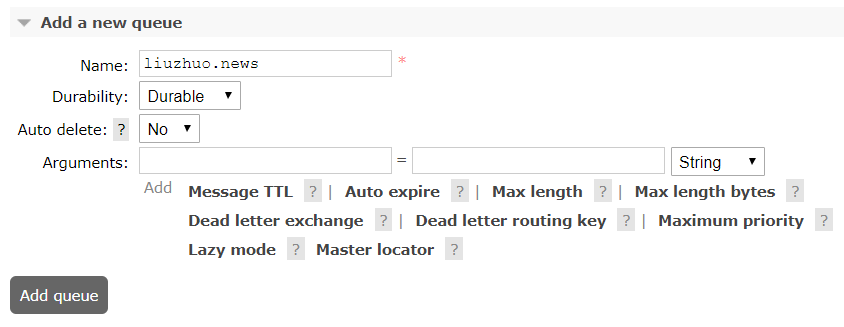 Add a new queue
Name: liuzhuo.news *
Durability: Durable
Auto delete: ? No
Arguments: = String
Add Message TTL ? | Auto expire ? | Max length ? | Max length bytes ?
Dead letter exchange ? | Dead letter routing key ? | Maximum priority ?
Lazy mode ? Master locator ?
Add queue